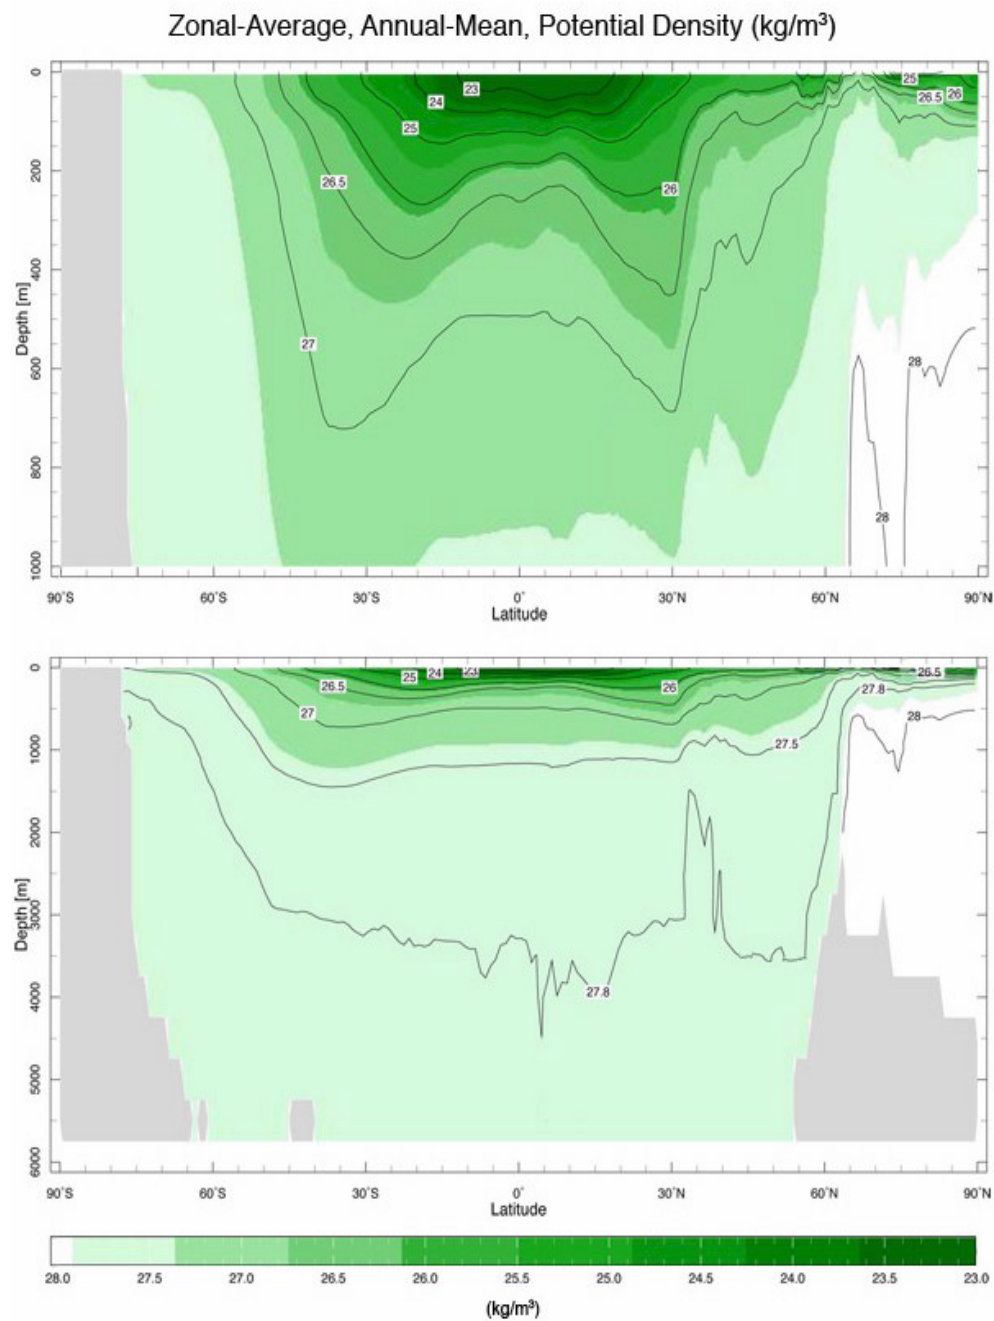 Zonal-Average, Annual-Mean, Potential Density (kg/m³)
0
200
400
600
800
1000
Depth [m]
23
24
25
26.5
26
27
25
26.5
26
28
28
90°S
60°S
30°S
0°
30°N
60°N
90°N
Latitude
0
1000
2000
3000
4000
5000
6000
Depth [m]
26.5
25
24
23
26
27
27.5
26.5
27.8
28
27.8
90°S
60°S
30°S
0°
30°N
60°N
90°N
Latitude
28.0 27.5 27.0 26.5 26.0 25.5 25.0 24.5 24.0 23.5 23.0
(kg/m³)